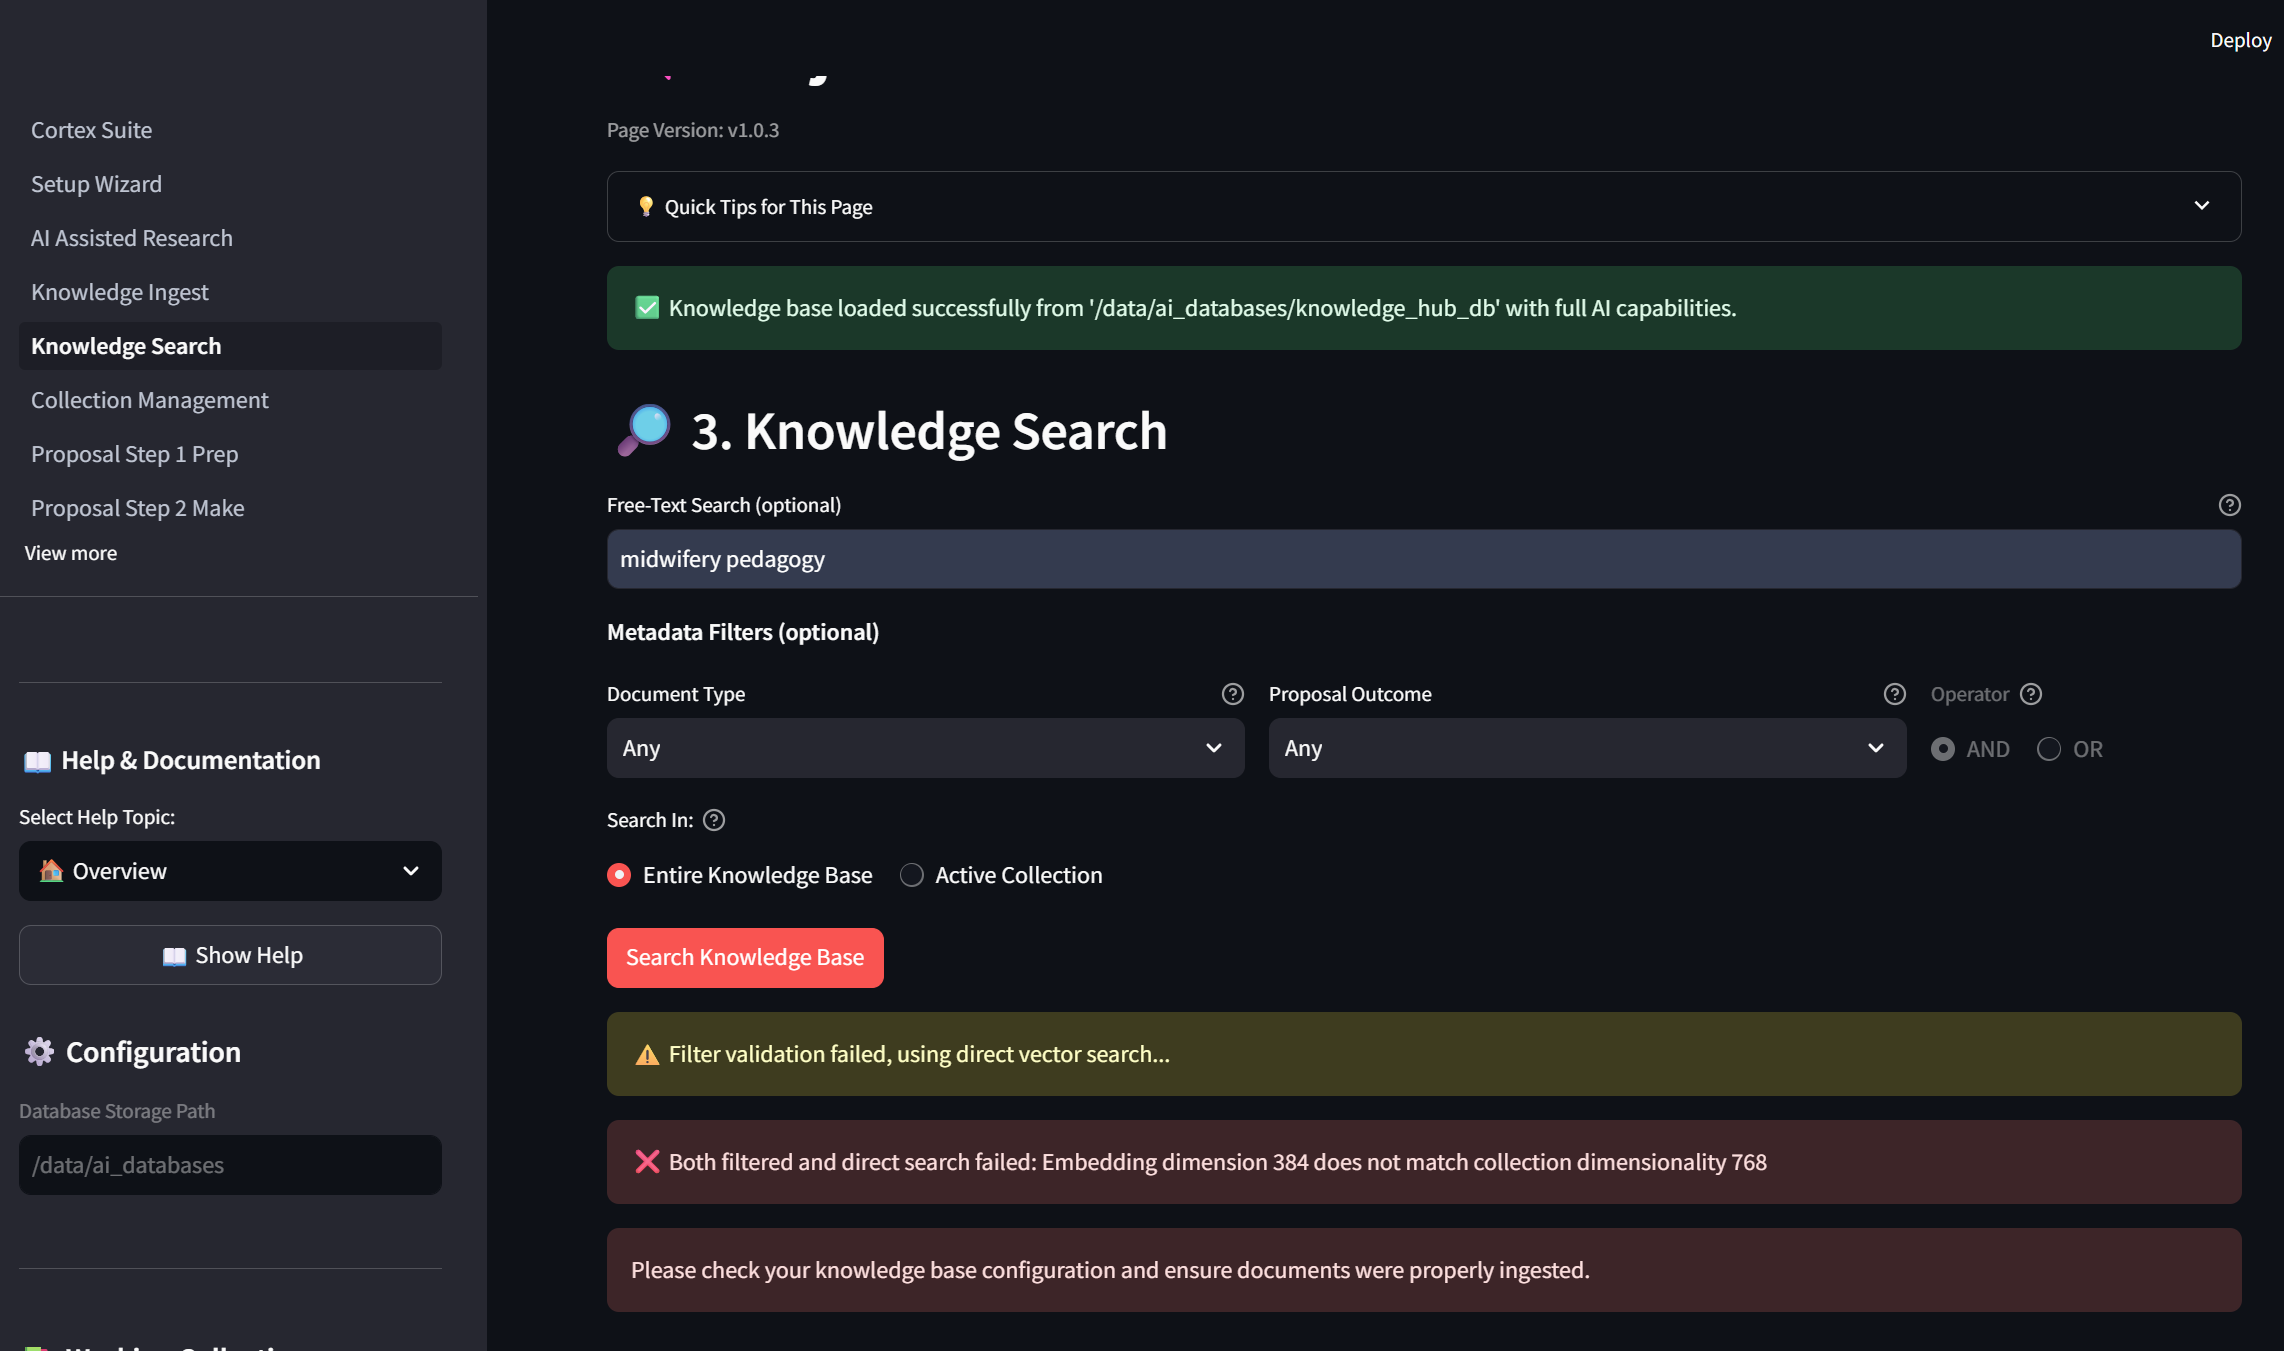 Deploy
Cortex Suite
Setup Wizard
AI Assisted Research
Knowledge Ingest
Knowledge Search
Collection Management
Proposal Step 1 Prep
Proposal Step 2 Make
View more
Help & Documentation
Select Help Topic:
Overview
Show Help
Configuration
Database Storage Path
/data/ai_databases
Page Version: v1.0.3
Quick Tips for This Page
Knowledge base loaded successfully from '/data/ai_databases/knowledge_hub_db' with full AI capabilities.
3. Knowledge Search
Free-Text Search (optional)
midwifery pedagogy
Metadata Filters (optional)
Document Type
Any
Proposal Outcome
Any
Operator
AND OR
Search In:
Entire Knowledge Base Active Collection
Search Knowledge Base
Filter validation failed, using direct vector search...
Both filtered and direct search failed: Embedding dimension 384 does not match collection dimensionality 768
Please check your knowledge base configuration and ensure documents were properly ingested.